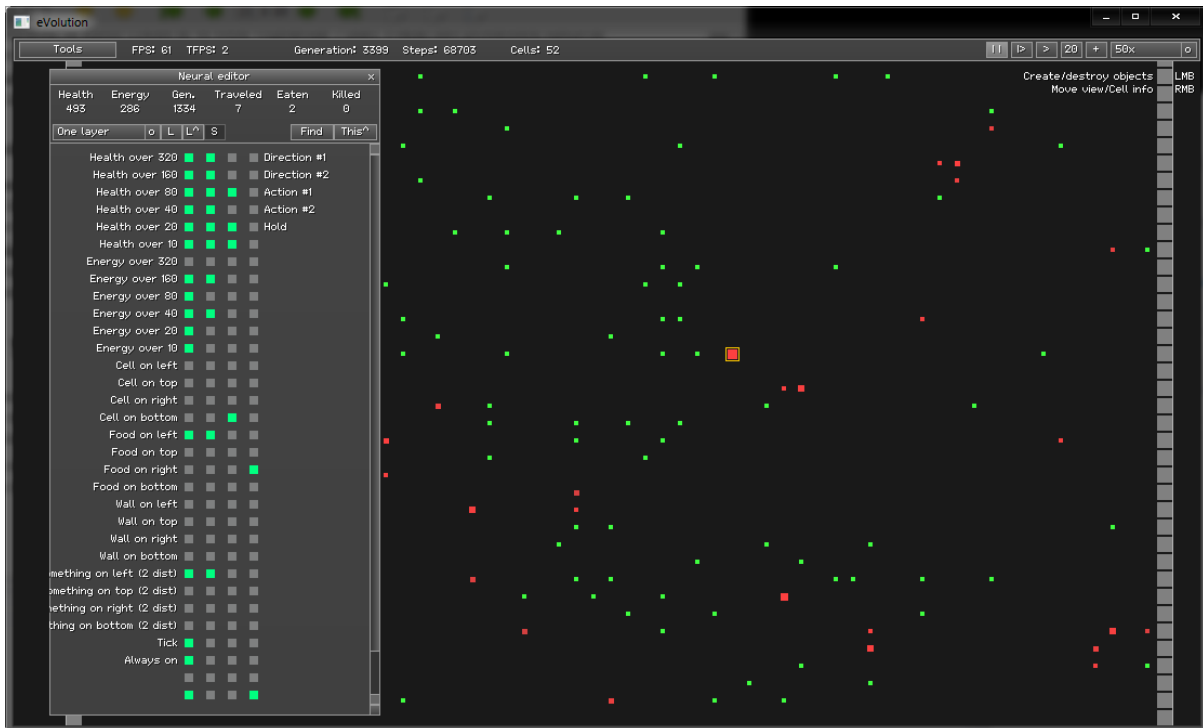 eVolution
Tools FPS: 61 TFPS: 2 Generation: 3399 Steps: 68703 Cells: 52 || |> > 20 + 50x o
Neural editor x
Create/destroy objects LMB
Move view/Cell info RMB
Health Energy Gen. Traveled Eaten Killed
493 286 1334 7 2 0
One layer o L L^ S Find This^
Health over 320 Direction #1
Health over 160 Direction #2
Health over 80 Action #1
Health over 40 Action #2
Health over 20 Hold
Health over 10
Energy over 320
Energy over 160
Energy over 80
Energy over 40
Energy over 20
Energy over 10
Cell on left
Cell on top
Cell on right
Cell on bottom
Food on left
Food on top
Food on right
Food on bottom
Wall on left
Wall on top
Wall on right
Wall on bottom
omething on left (2 dist)
omething on top (2 dist)
mething on right (2 dist)
thing on bottom (2 dist)
Tick
Always on